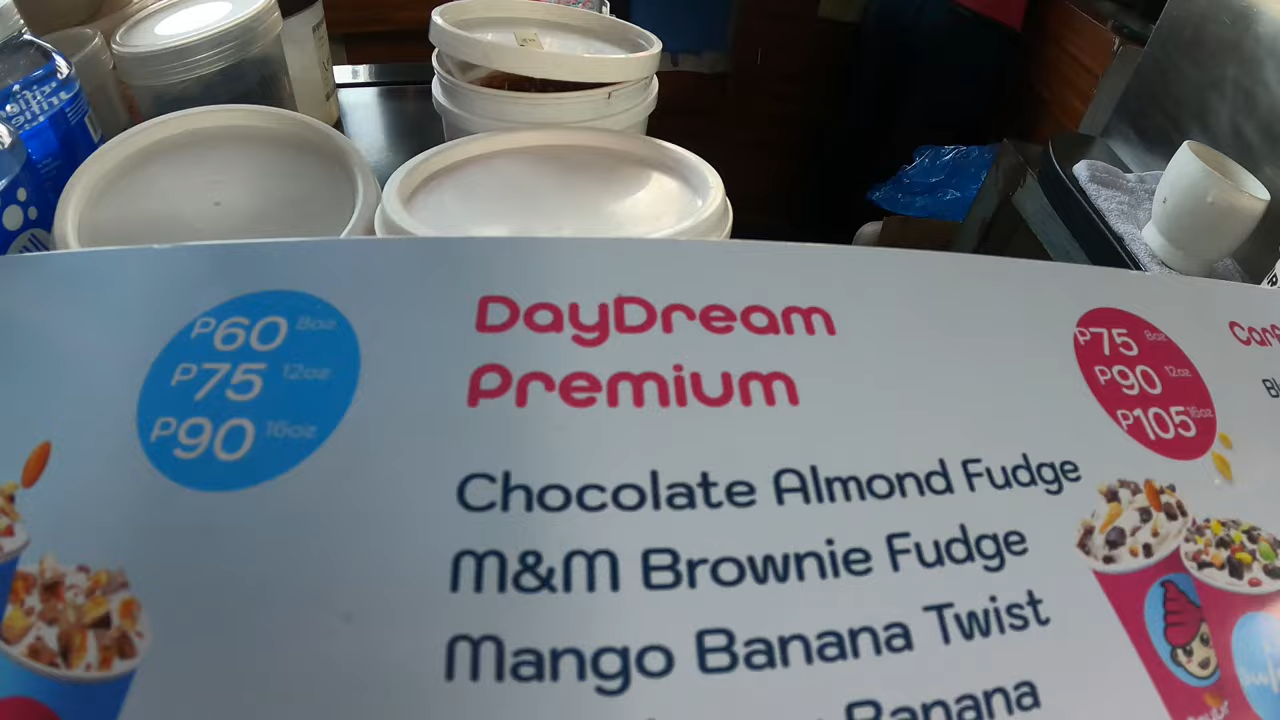 P60 8oz
P75 12oz
P90 16oz
DayDream
Premium
P75 8oz
P90 12oz
P105 16oz
Chocolate Almond Fudge
M&M Brownie Fudge
Mango Banana Twist
Banana